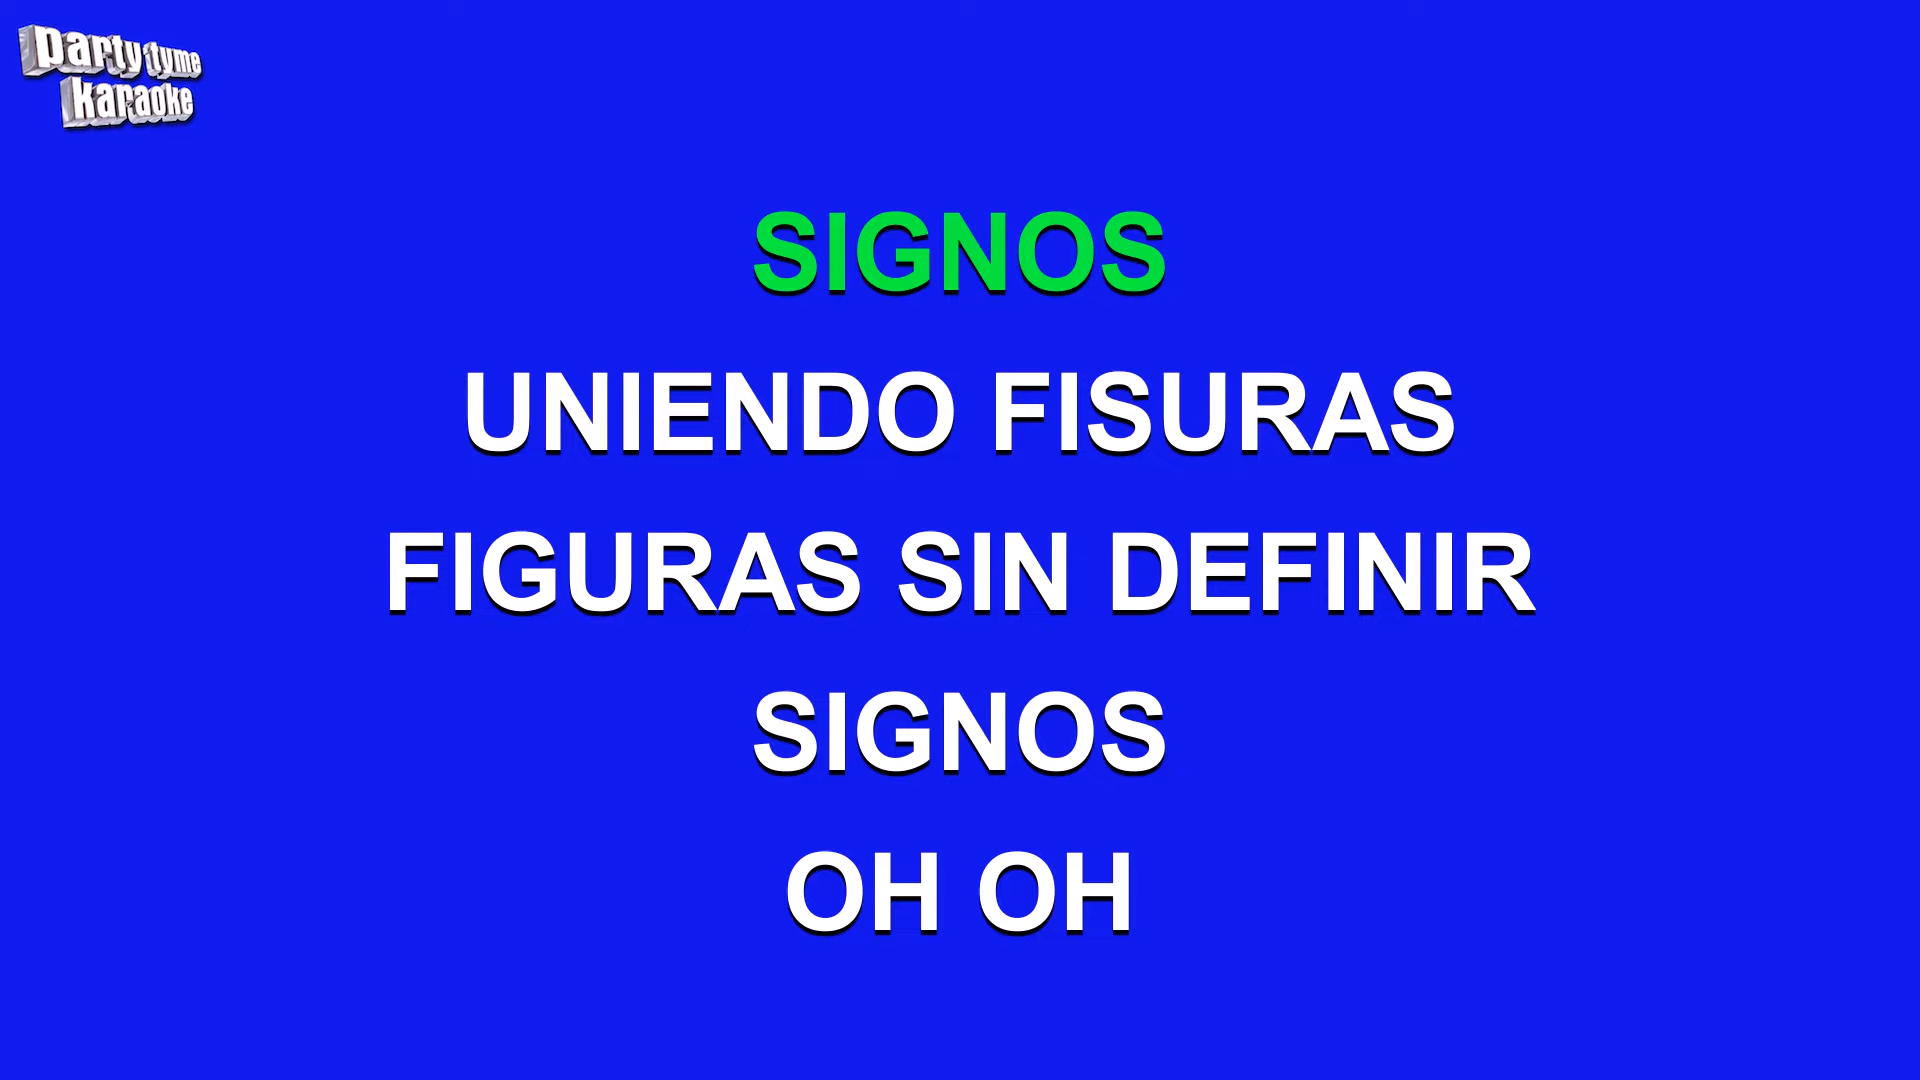 party tyme
karaoke
SIGNOS
UNIENDO FISURAS
FIGURAS SIN DEFINIR
SIGNOS
OH OH